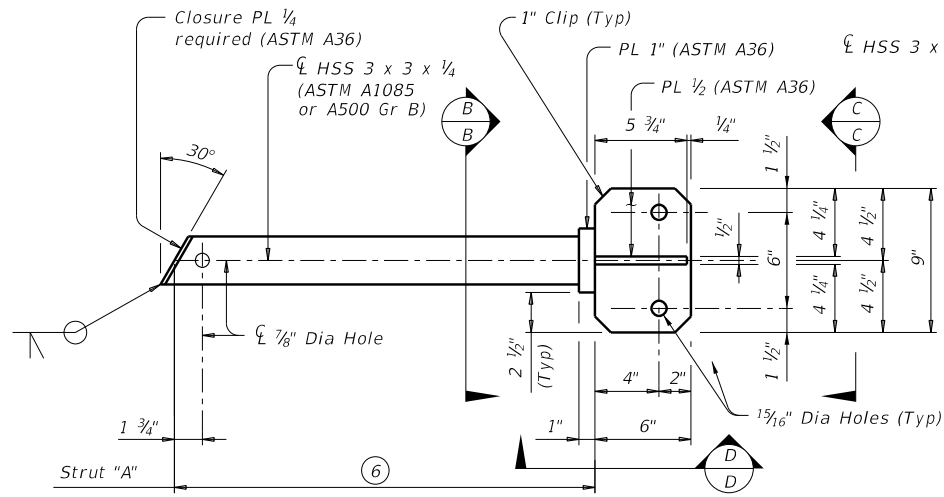 Closure PL ¼
required (ASTM A36)
℄ HSS 3 x 3 x ¼
(ASTM A1085
or A500 Gr B)
1" Clip (Typ)
PL 1" (ASTM A36)
PL ½ (ASTM A36)
℄ HSS 3 x
B
B
C
C
5 ¾"
¼"
1 ½"
30°
½"
6"
4 ¼"
4 ½"
9"
4 ¼"
4 ½"
1 ½"
℄ ⅞" Dia Hole
2 ½"
(Typ)
4"
2"
15/16" Dia Holes (Typ)
1 ¾"
1"
6"
D
D
Strut "A"
6